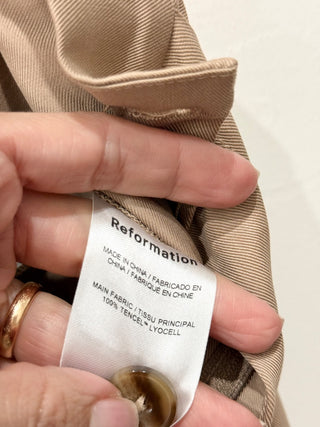 Reformation
MADE IN CHINA / FABRICADO EN
CHINA / FABRIQUÉ EN CHINE
MAIN FABRIC / TISSU PRINCIPAL
100% TENCEL™ LYOCELL